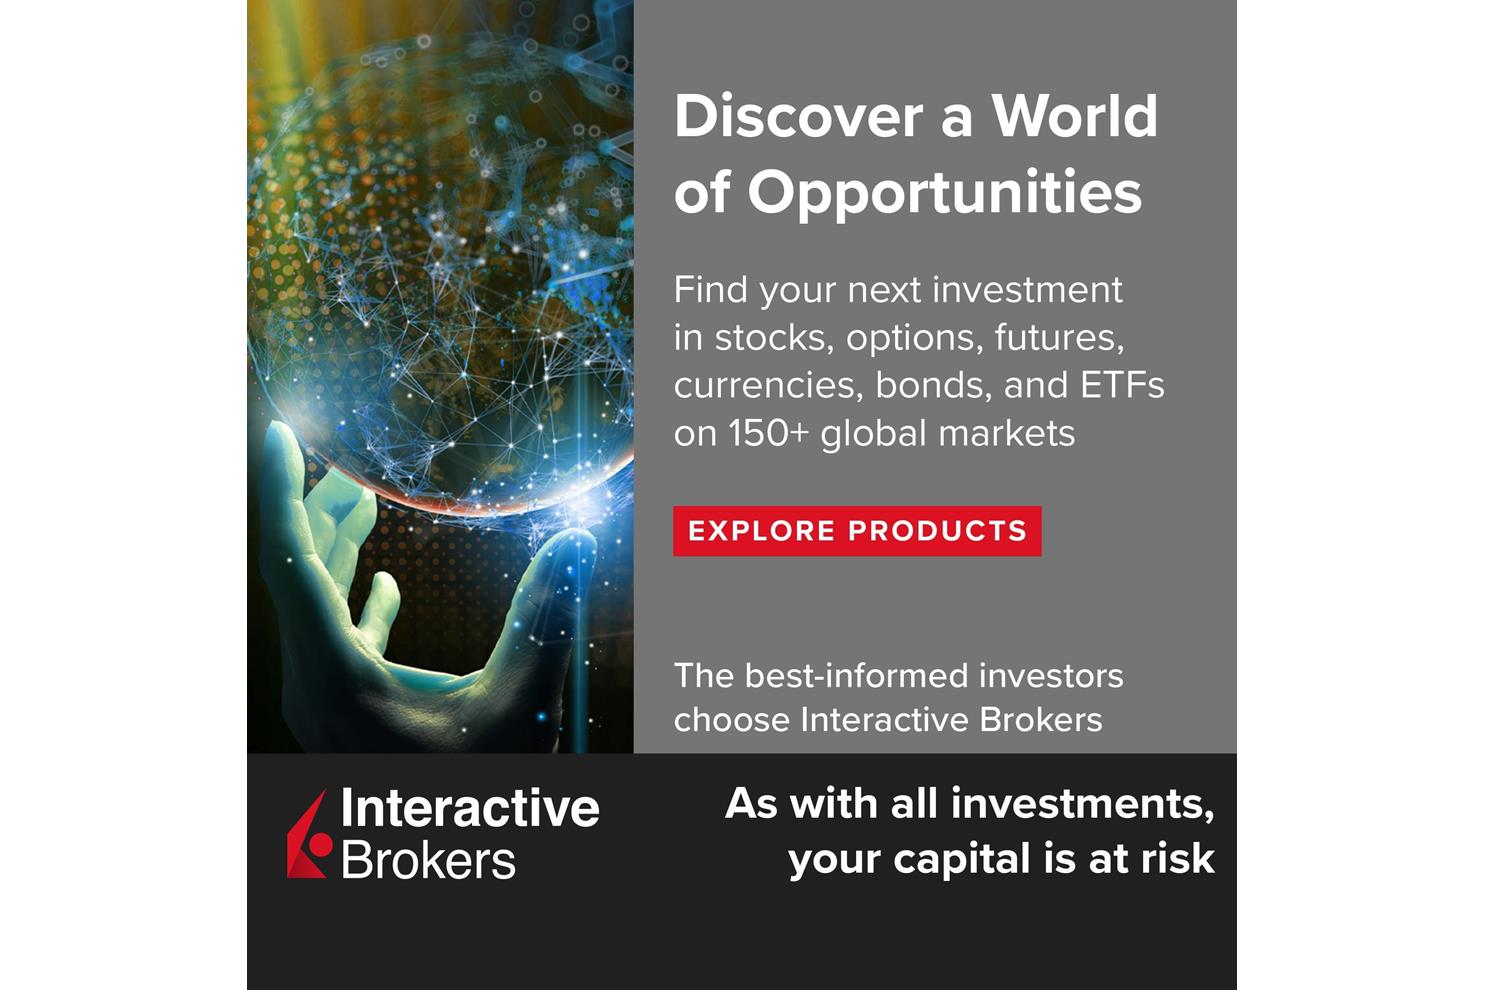 Discover a World
of Opportunities
Find your next investment
in stocks, options, futures,
currencies, bonds, and ETFs
on 150+ global markets
EXPLORE PRODUCTS
The best-informed investors
choose Interactive Brokers
Interactive
Brokers
As with all investments,
your capital is at risk